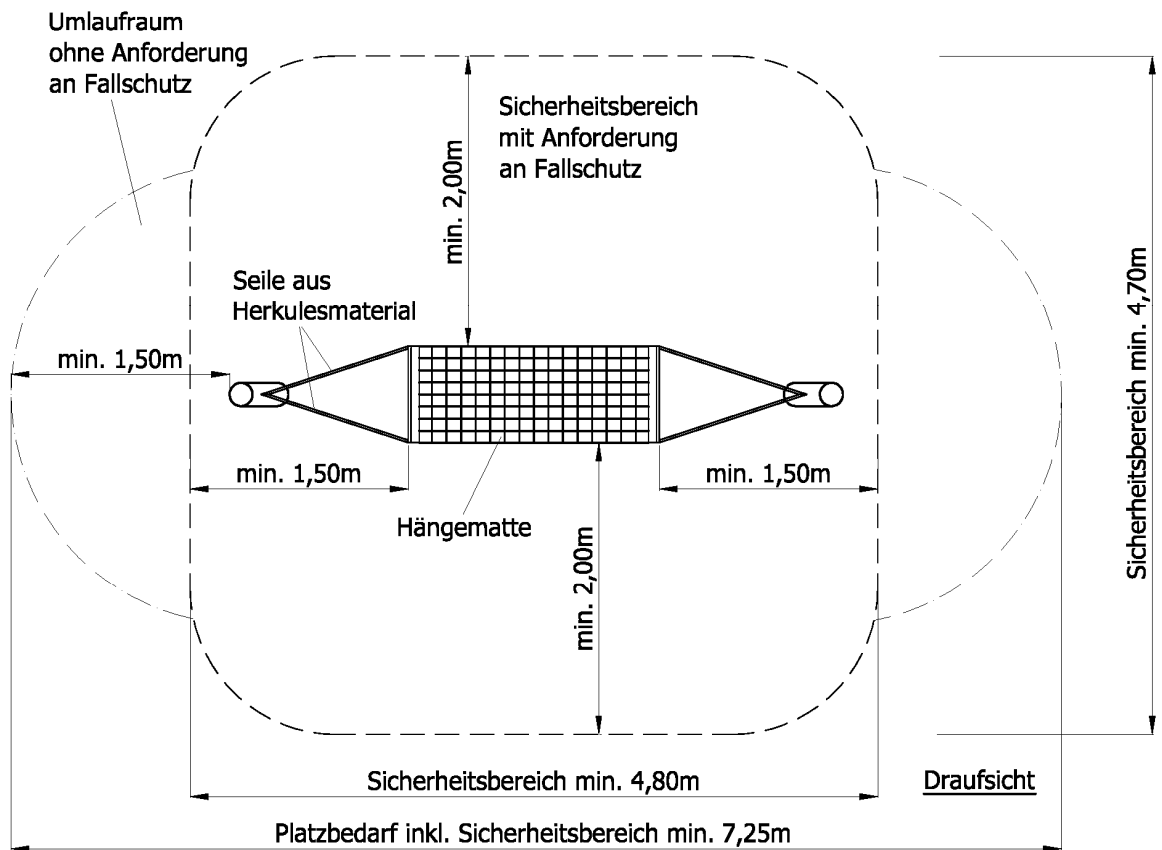 Umlaufraum
ohne Anforderung
an Fallschutz
Sicherheitsbereich
mit Anforderung
an Fallschutz
min. 2,00m
Seile aus
Herkulesmaterial
min. 1,50m
min. 1,50m
min. 1,50m
Hängematte
min. 2,00m
Sicherheitsbereich min. 4,70m
Sicherheitsbereich min. 4,80m
Draufsicht
Platzbedarf inkl. Sicherheitsbereich min. 7,25m